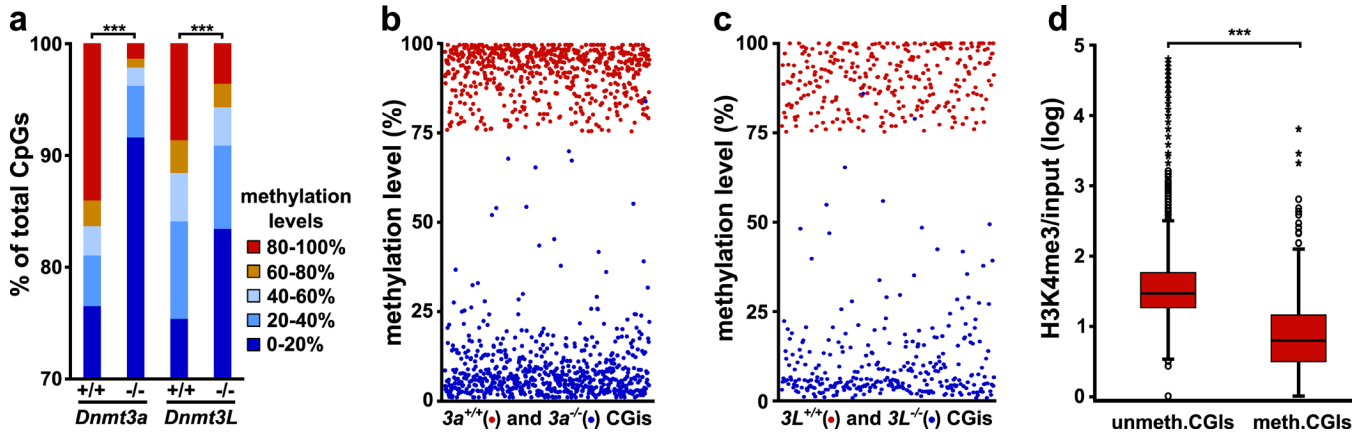 a
*** ***
% of total CpGs
100
90
80
70
+/+ -/- +/+ -/-
Dnmt3a Dnmt3L
methylation
levels
80-100%
60-80%
40-60%
20-40%
0-20%
b
methylation level (%)
100
75
50
25
0
3a+/+(•) and 3a-/-(•) CGis
c
methylation level (%)
100
75
50
25
0
3L+/+(•) and 3L-/-(•) CGis
d
***
H3K4me3/input (log)
5
4
3
2
1
0
unmeth.CGIs meth.CGIs